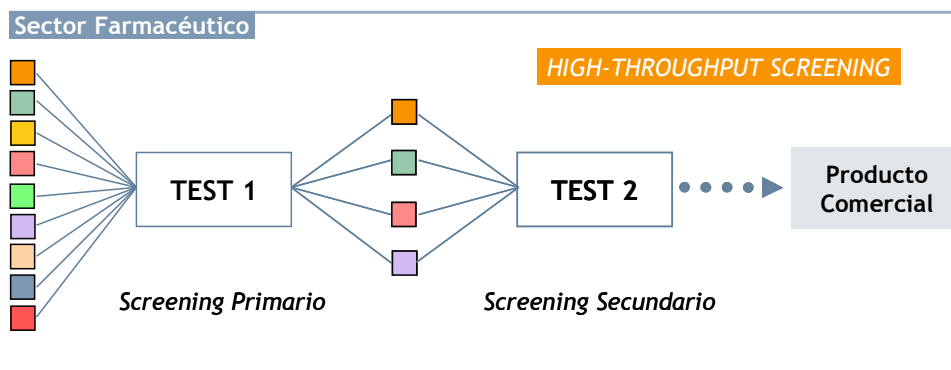 Sector Farmacéutico
HIGH-THROUGHPUT SCREENING
TEST 1
TEST 2
Producto
Comercial
Screening Primario
Screening Secundario